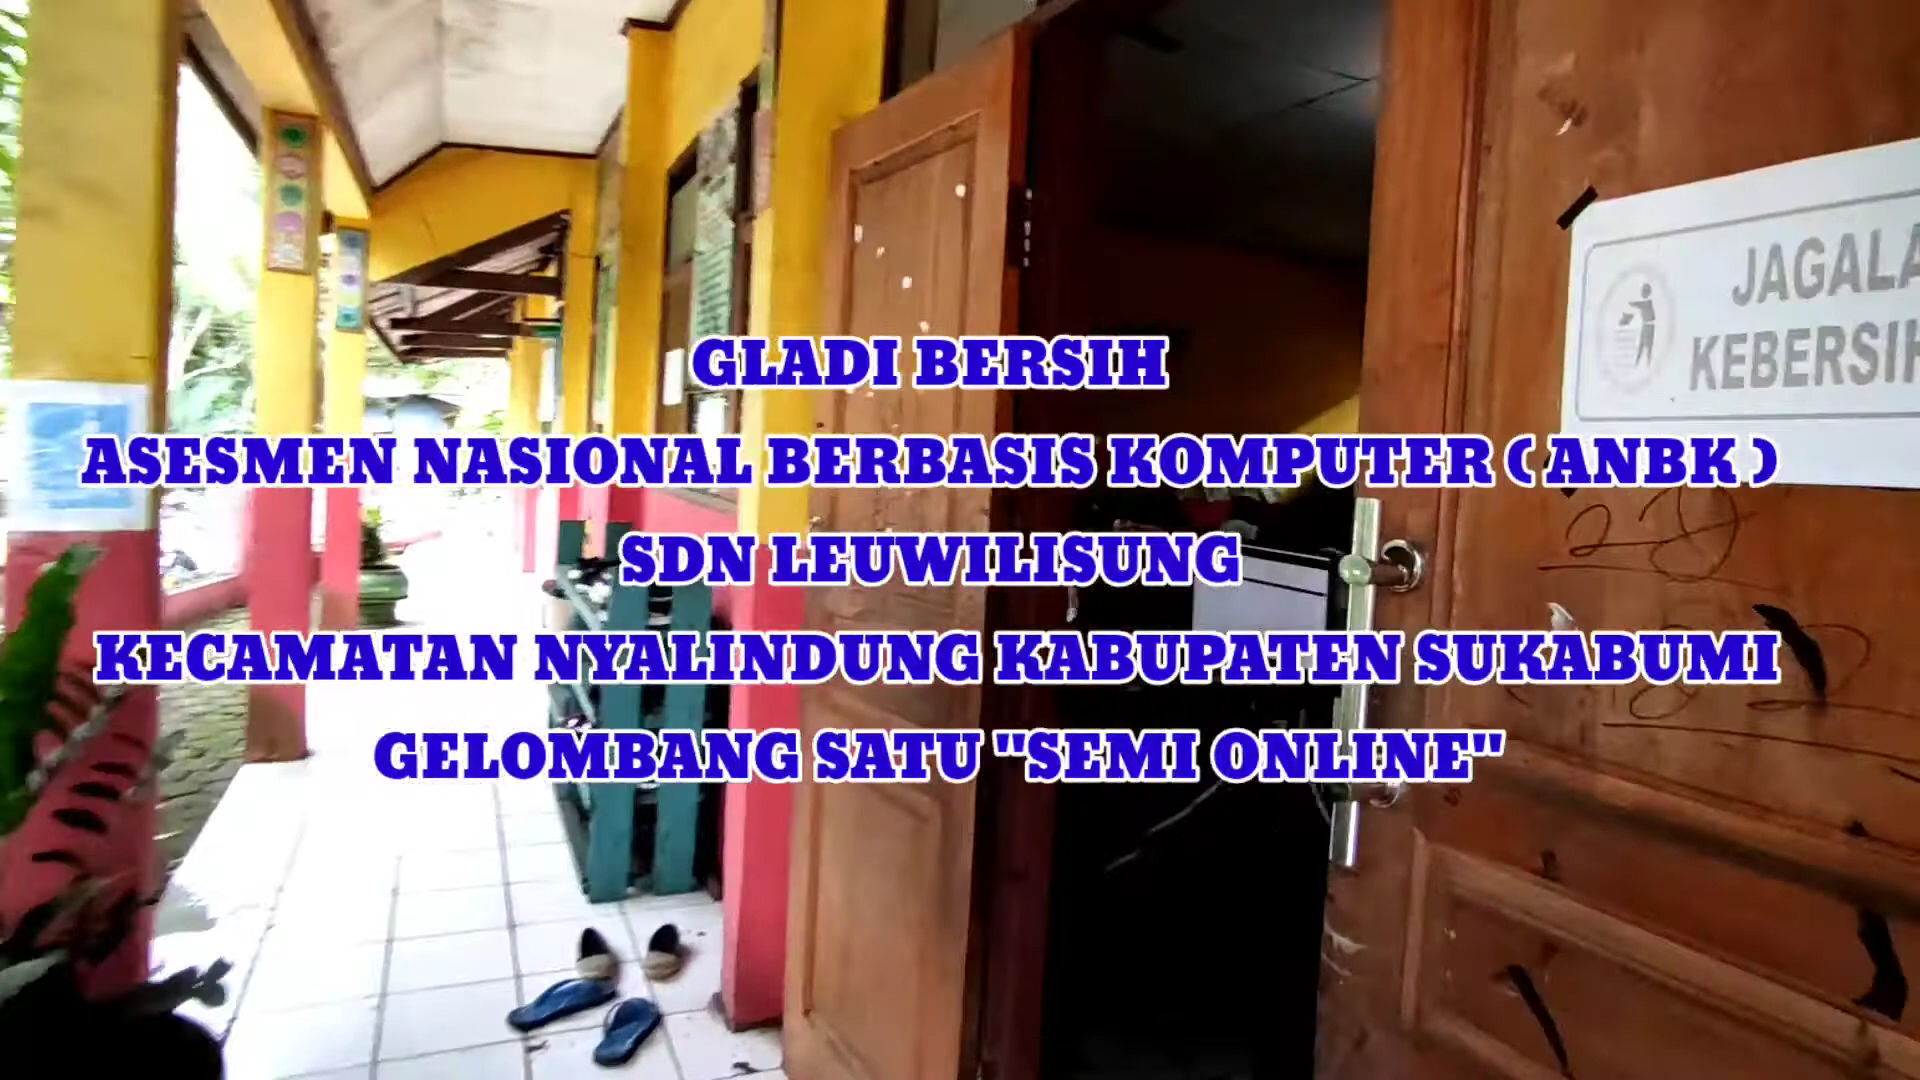 GLADI BERSIH
ASESMEN NASIONAL BERBASIS KOMPUTER ( ANBK )
SDN LEUWILISUNG
KECAMATAN NYALINDUNG KABUPATEN SUKABUMI
GELOMBANG SATU "SEMI ONLINE"
JAGALA
KEBERSIH